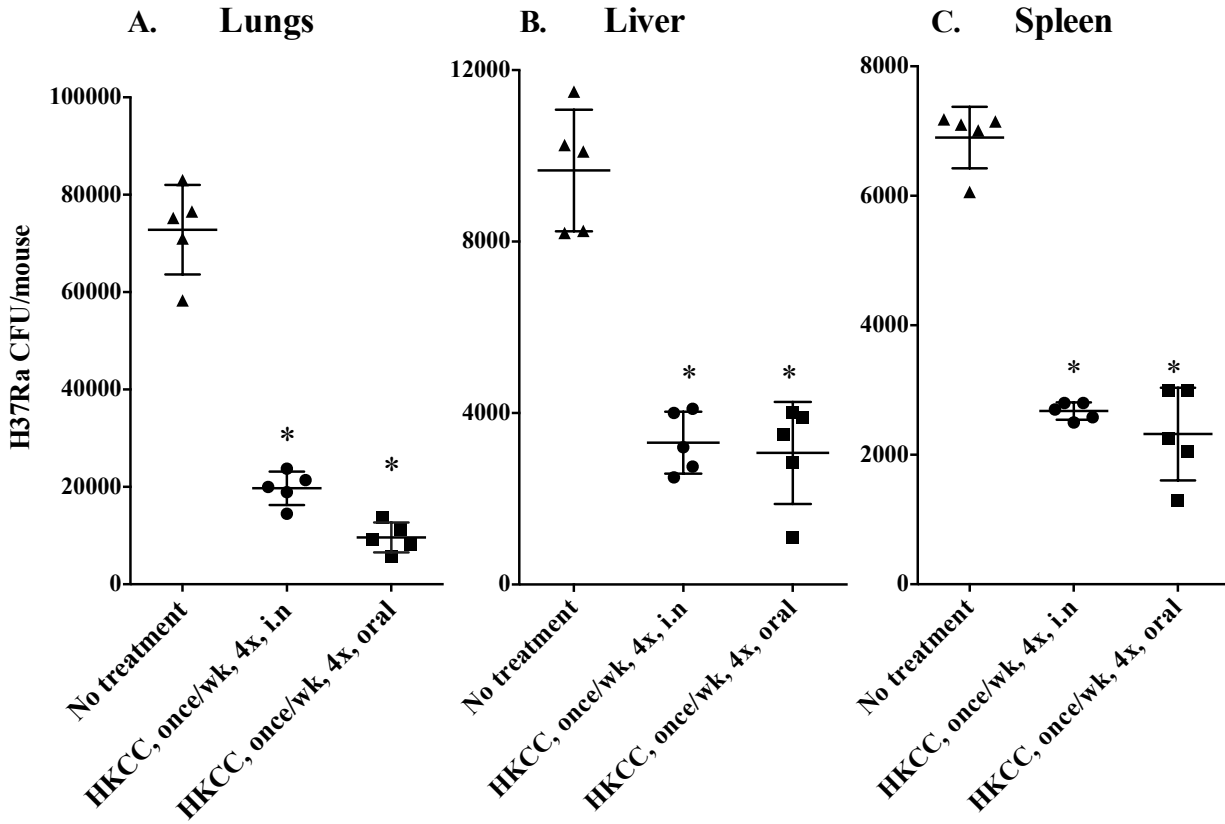 A. Lungs
B. Liver
C. Spleen
H37Ra CFU/mouse
100000
80000
60000
40000
20000
0
*
*
No treatment
HKCC, once/wk, 4x, i.n
HKCC, once/wk, 4x, oral
12000
8000
4000
0
*
*
No treatment
HKCC, once/wk, 4x, i.n
HKCC, once/wk, 4x, oral
8000
6000
4000
2000
0
*
*
No treatment
HKCC, once/wk, 4x, i.n
HKCC, once/wk, 4x, oral